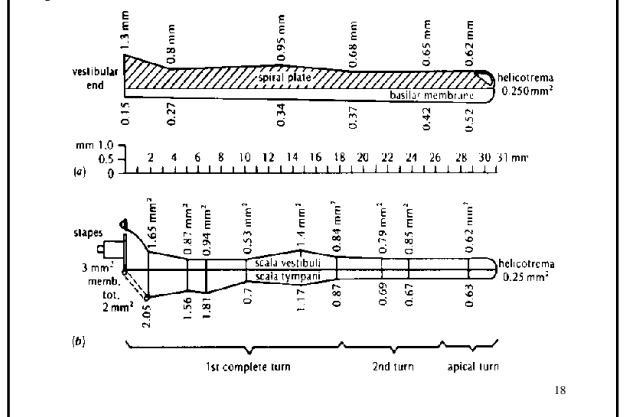 1.3 mm
0.8 mm
0.95 mm
0.68 mm
0.65 mm
0.62 mm
vestibular
end
spiral plate
basilar membrane
helicotrema
0.250 mm²
0.15
0.27
0.34
0.37
0.42
0.52
mm 1.0
0.5
0
2 4 6 8 10 12 14 16 18 20 22 24 26 28 30 31 mm
(a)
stapes
1.65 mm²
0.87 mm²
0.94 mm²
0.53 mm²
1.4 mm²
0.84 mm²
0.79 mm²
0.85 mm²
0.62 mm²
scala vestibuli
scala tympani
helicotrema
0.25 mm²
3 mm²
memb.
tot.
2 mm²
2.05
1.56
1.81
0.7
1.17
0.87
0.69
0.67
0.63
(b)
1st complete turn
2nd turn
apical turn
18